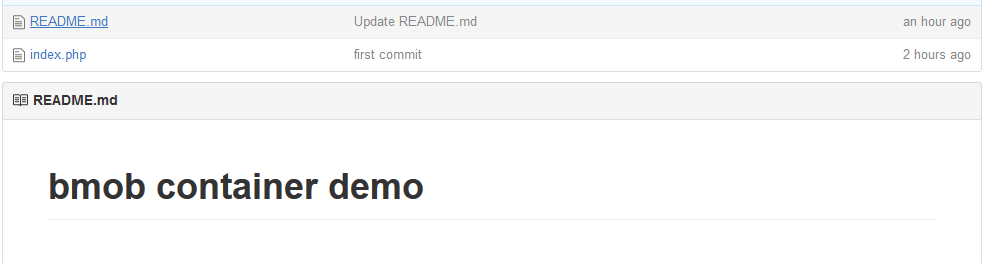 README.md Update README.md an hour ago
index.php first commit 2 hours ago
README.md
bmob container demo